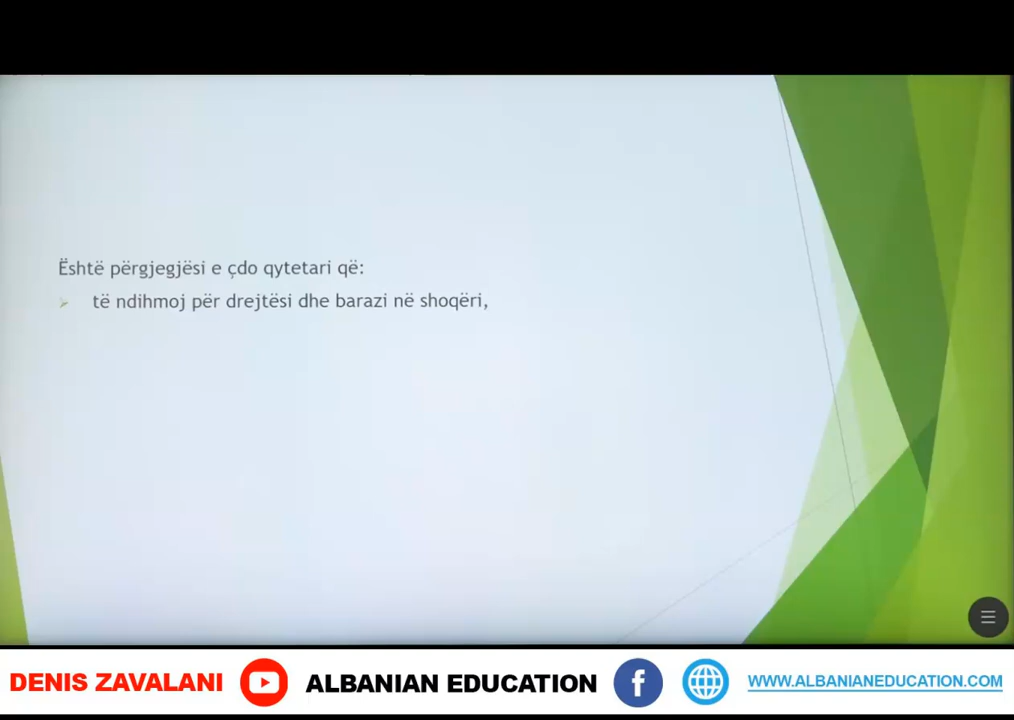 Është përgjegjësi e çdo qytetari që:
të ndihmoj për drejtësi dhe barazi në shoqëri,
DENIS ZAVALANI ALBANIAN EDUCATION WWW.ALBANIANEDUCATION.COM